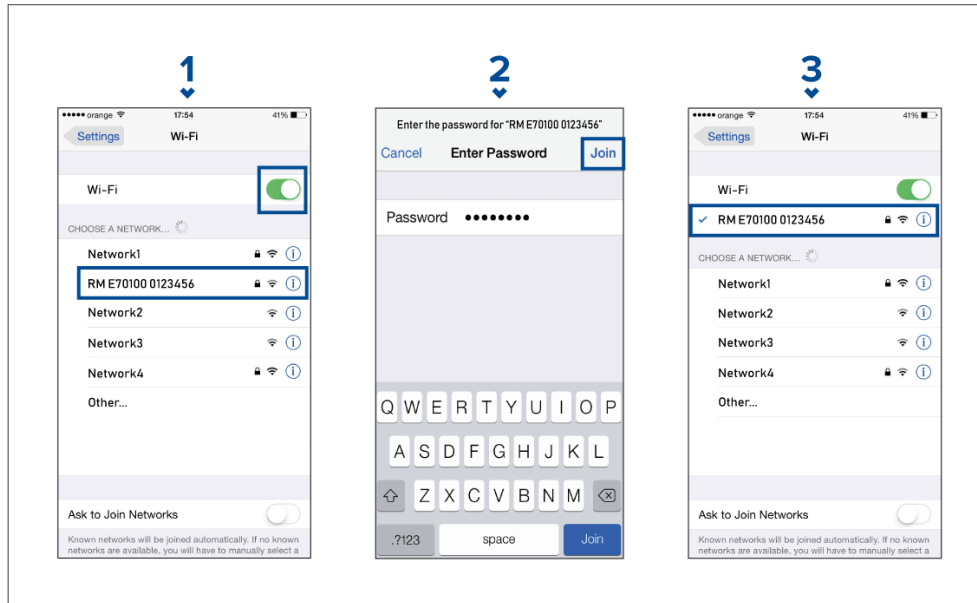 1
orange 17:54 41%
Settings Wi-Fi
Wi-Fi
CHOOSE A NETWORK...
Network1
RM E70100 0123456
Network2
Network3
Network4
Other...
Ask to Join Networks
Known networks will be joined automatically. If no known
networks are available, you will have to manually select a
2
Enter the password for “RM E70100 0123456”
Cancel Enter Password Join
Password ••••••••
Q W E R T Y U I O P
A S D F G H J K L
Z X C V B N M
.?123 space Join
3
orange 17:54 41%
Settings Wi-Fi
Wi-Fi
RM E70100 0123456
CHOOSE A NETWORK...
Network1
Network2
Network3
Network4
Other...
Ask to Join Networks
Known networks will be joined automatically. If no known
networks are available, you will have to manually select a